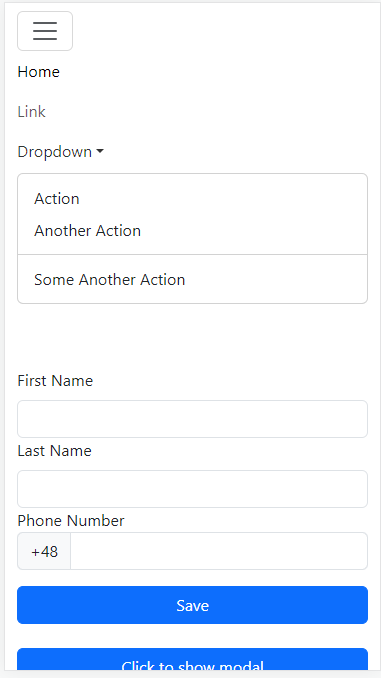 Home
Link
Dropdown
Action
Another Action
Some Another Action
First Name
Last Name
Phone Number
+48
Save
Click to show modal